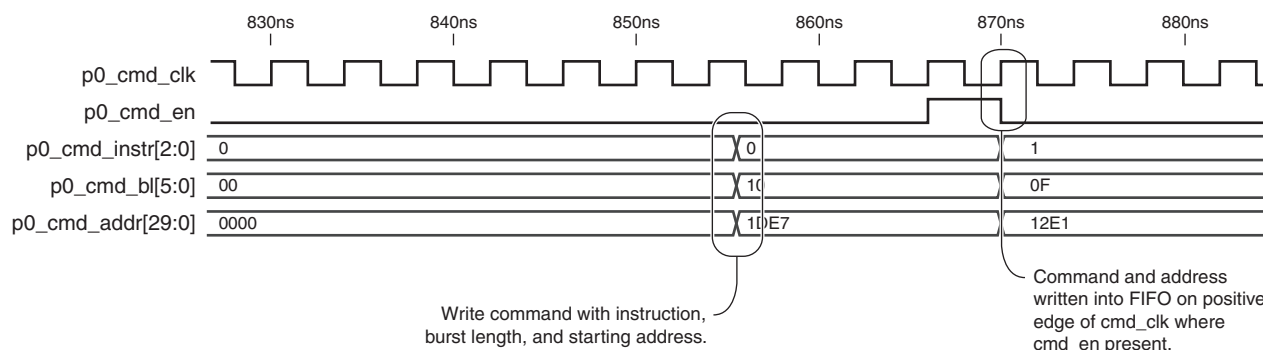 830ns 840ns 850ns 860ns 870ns 880ns
p0_cmd_clk
p0_cmd_en
p0_cmd_instr[2:0] 0 0 1
p0_cmd_bl[5:0] 00 10 0F
p0_cmd_addr[29:0] 0000 1DE7 12E1
Write command with instruction,
burst length, and starting address.
Command and address
written into FIFO on positive
edge of cmd_clk where
cmd_en present.